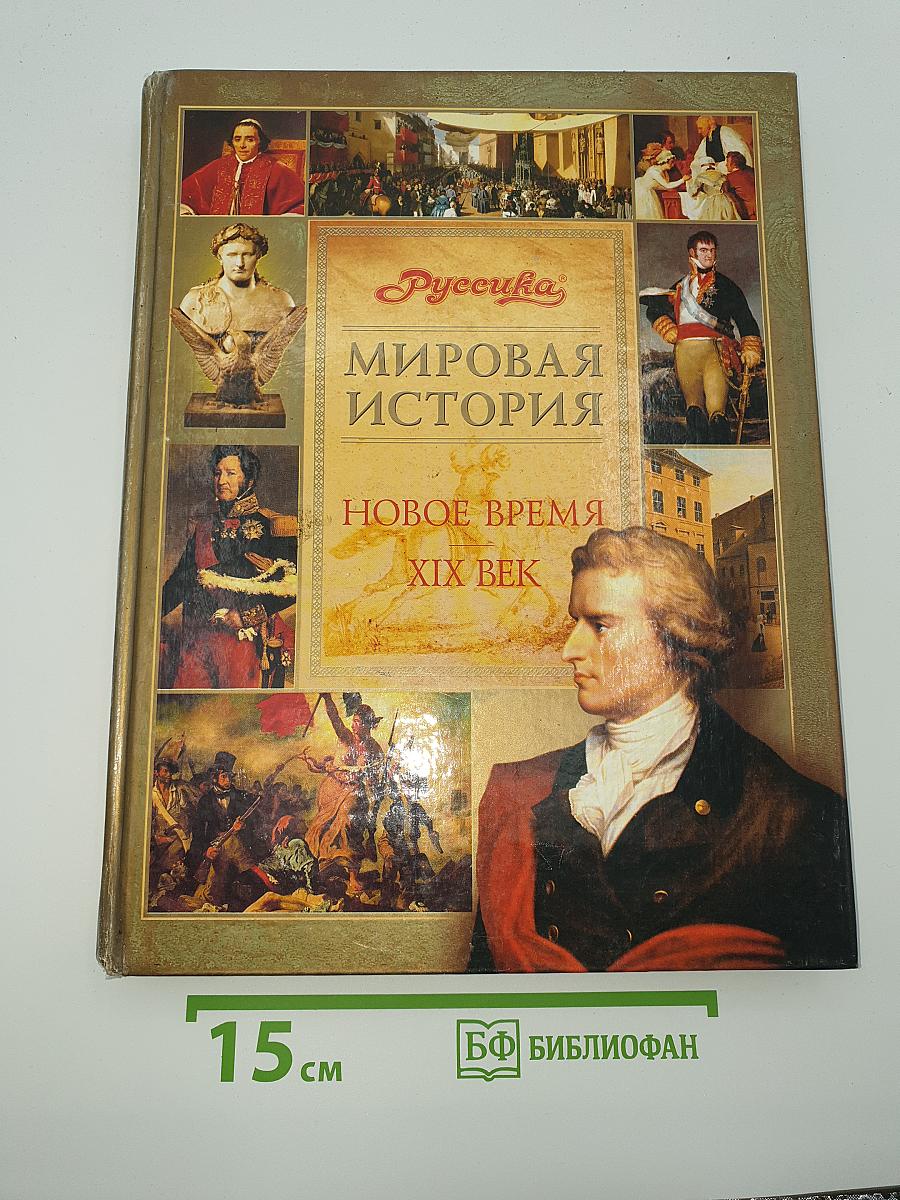 Руссика®
МИРОВАЯ
ИСТОРИЯ
НОВОЕ ВРЕМЯ
XIX ВЕК
15 см
БФ БИБЛИОФАН